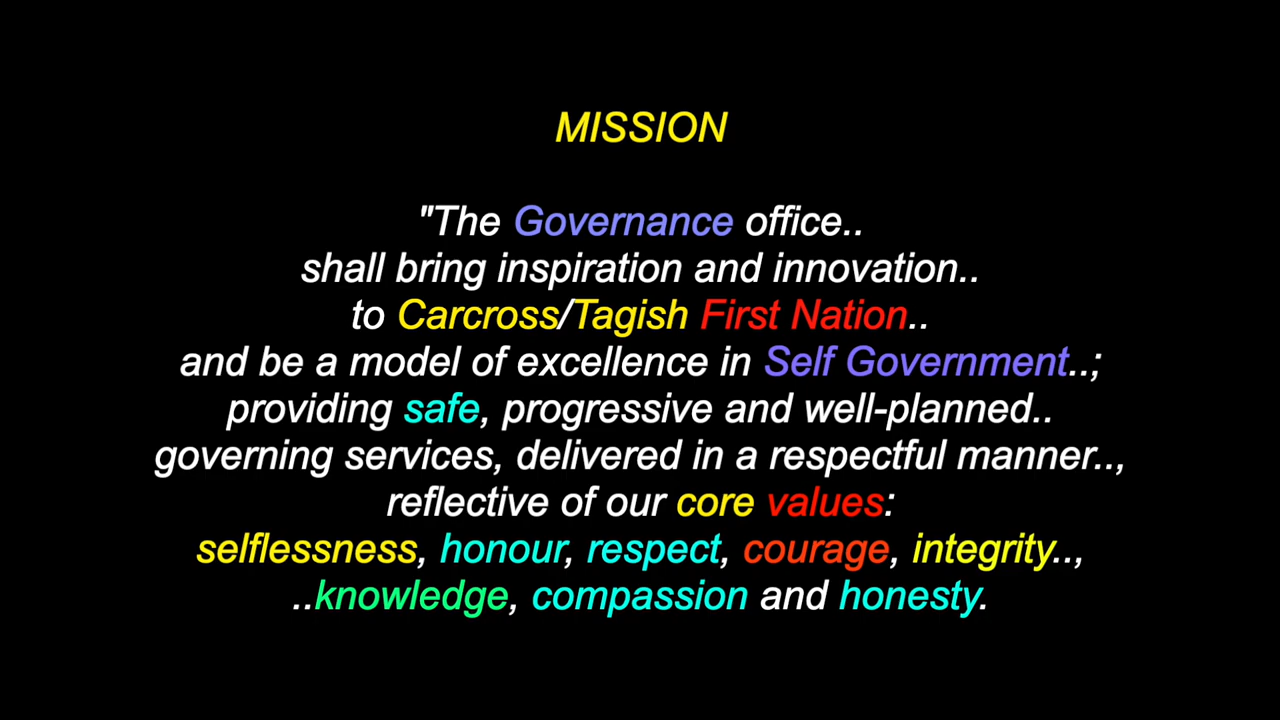 MISSION
"The Governance office..
shall bring inspiration and innovation..
to Carcross/Tagish First Nation..
and be a model of excellence in Self Government..;
providing safe, progressive and well-planned..
governing services, delivered in a respectful manner..,
reflective of our core values:
selflessness, honour, respect, courage, integrity..,
..knowledge, compassion and honesty.